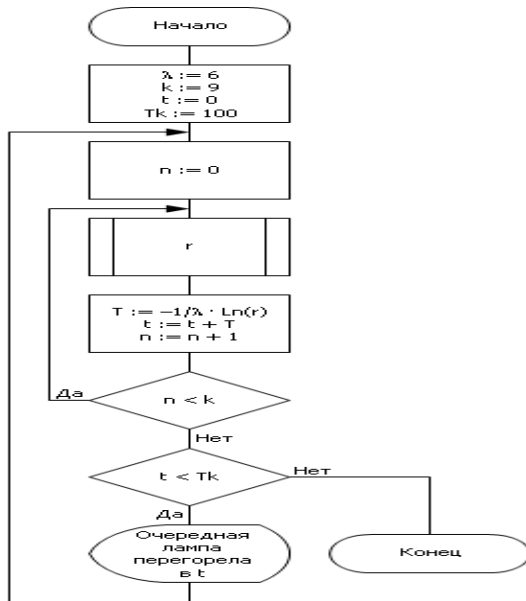 Начало
λ := 6
k := 9
t := 0
Tk := 100
n := 0
r
T := −1/λ · Ln(r)
t := t + T
n := n + 1
Да
n < k
Нет
t < Tk
Нет
Да
Очередная
лампа
перегорела
в t
Конец